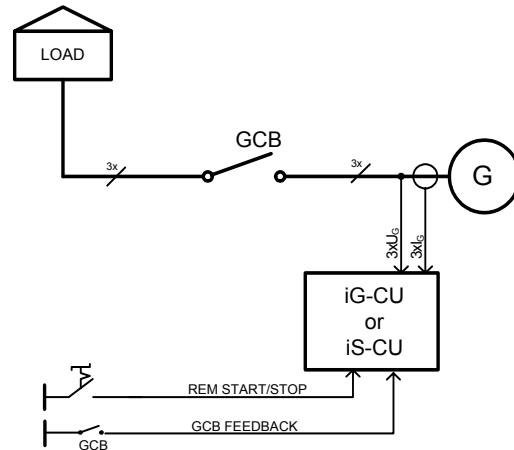 LOAD
GCB
3x
3x
G
3xUG
3xIG
iG-CU
or
iS-CU
REM START/STOP
GCB FEEDBACK
GCB